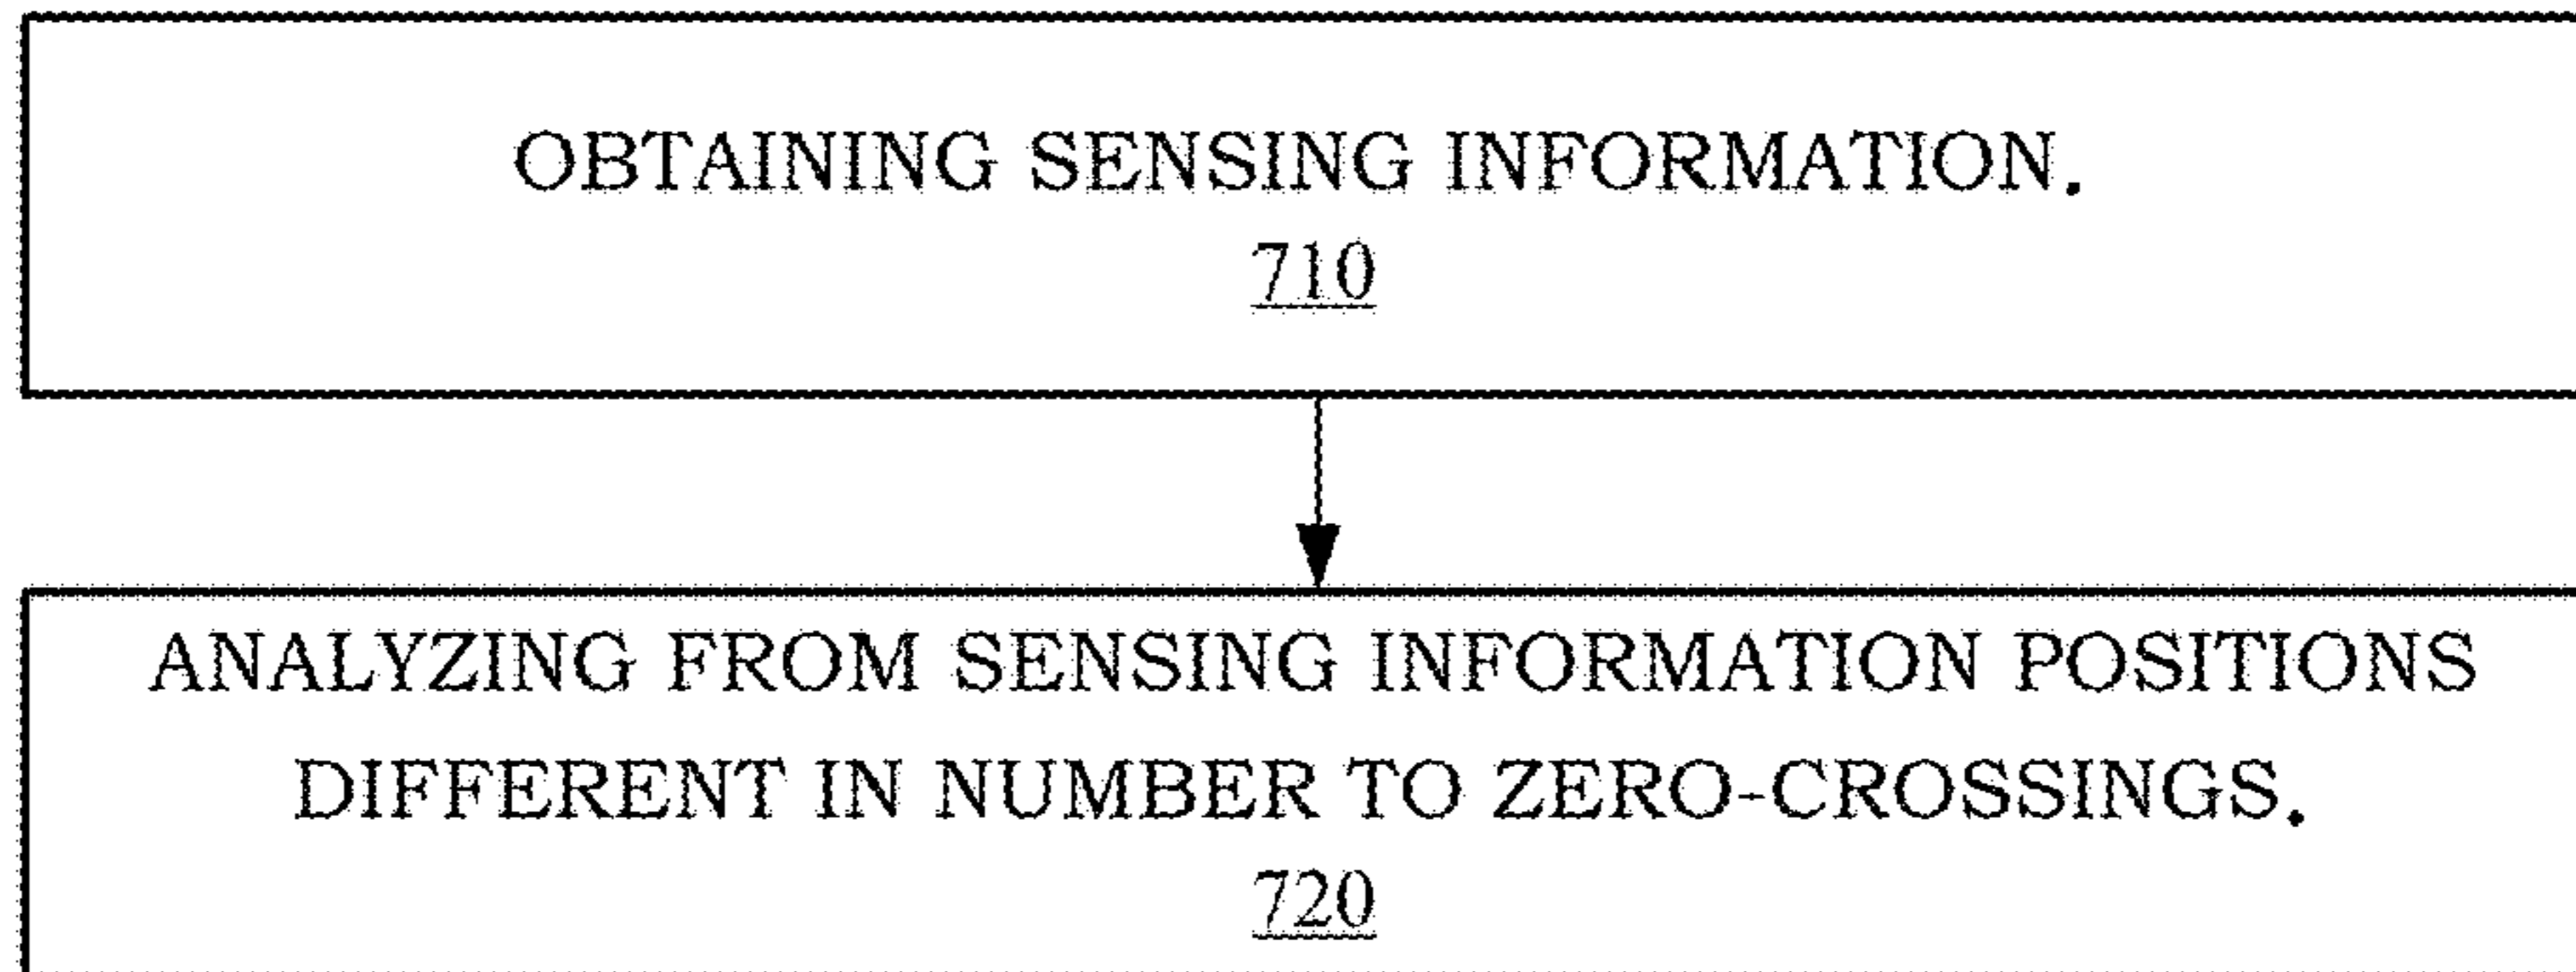 OBTAINING SENSING INFORMATION.
710
ANALYZING FROM SENSING INFORMATION POSITIONS
DIFFERENT IN NUMBER TO ZERO-CROSSINGS.
720